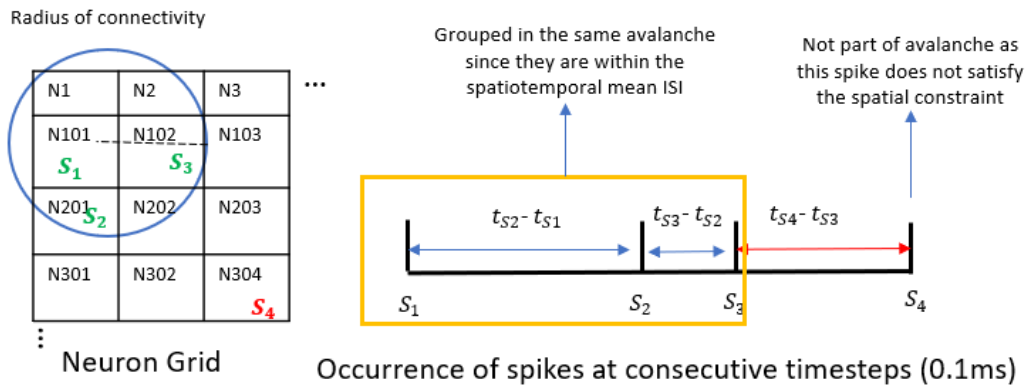 Radius of connectivity
N1 N2 N3 ...
N101 N102 N103
S1 S3
N201 N202 N203
S2
N301 N302 N304
S4
⋮
Neuron Grid
Grouped in the same avalanche
since they are within the
spatiotemporal mean ISI
Not part of avalanche as
this spike does not satisfy
the spatial constraint
tS2- tS1 tS3- tS2 tS4- tS3
S1 S2 S3 S4
Occurrence of spikes at consecutive timesteps (0.1ms)